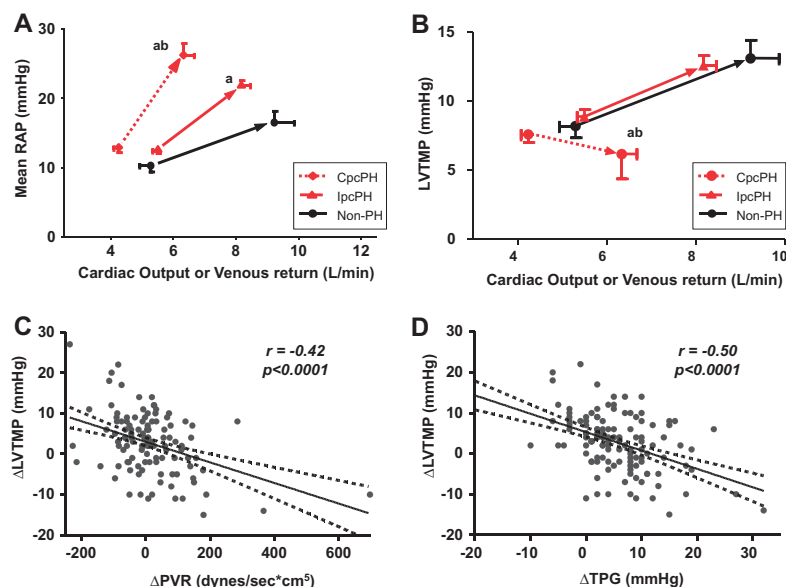 A
Mean RAP (mmHg)
30
20
10
0
ab
a
CpcPH
IpcPH
Non-PH
4
6
8
10
12
Cardiac Output or Venous return (L/min)
B
LVTMP (mmHg)
15
10
5
0
ab
CpcPH
IpcPH
Non-PH
4
6
8
10
Cardiac Output or Venous return (L/min)
C
ΔLVTMP (mmHg)
30
20
10
0
-10
-20
r = -0.42
p<0.0001
-200
0
200
400
600
ΔPVR (dynes/sec*cm⁵)
D
ΔLVTMP (mmHg)
30
20
10
0
-10
-20
r = -0.50
p<0.0001
-20
-10
0
10
20
30
ΔTPG (mmHg)